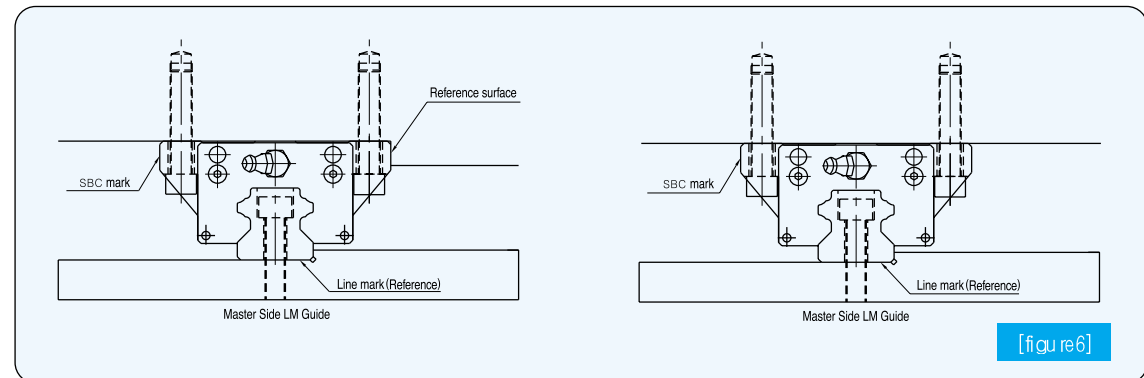 Reference surface
SBC mark
Line mark(Reference)
Master Side LM Guide
SBC mark
Line mark(Reference)
Master Side LM Guide
[figure6]